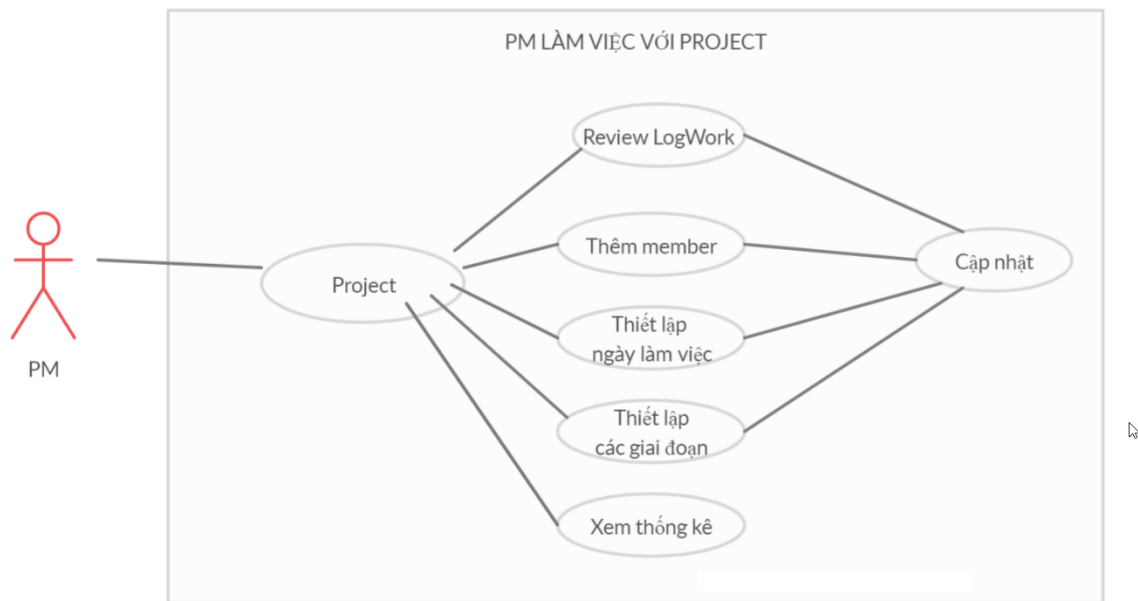 PM LÀM VIỆC VỚI PROJECT
Review LogWork
Thêm member
Cập nhật
Project
Thiết lập
ngày làm việc
PM
Thiết lập
các giai đoạn
Xem thống kê